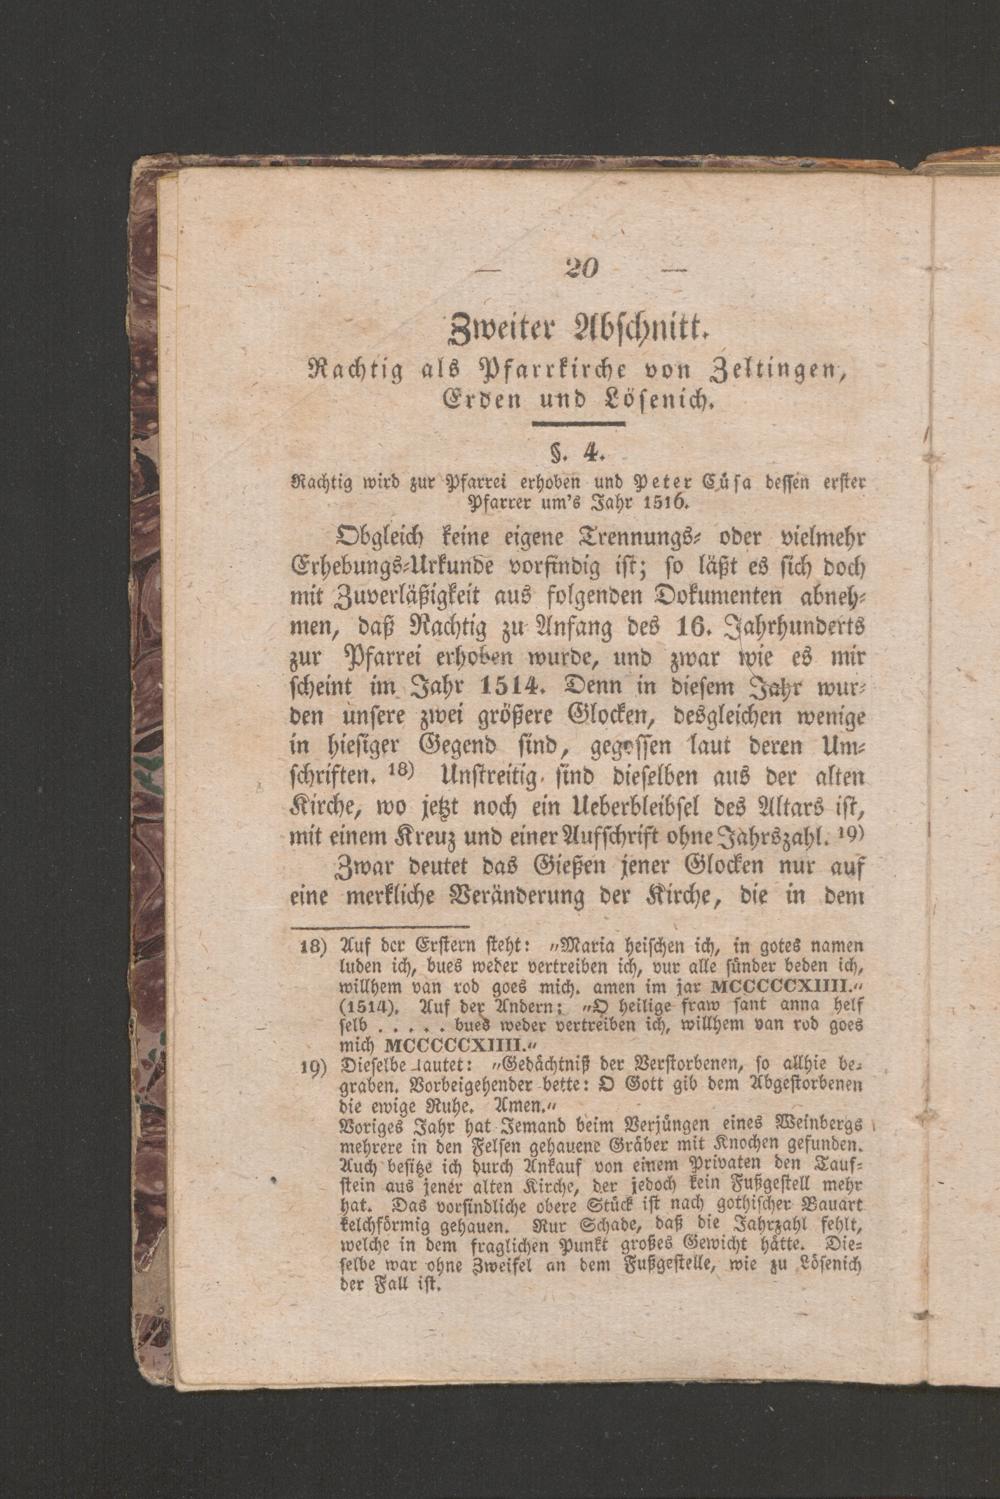 — 20 —
Zweiter Abschnitt.
Rachtig als Pfarrkirche von Zeltingen,
Erden und Lösenich.
§. 4.
Rachtig wird zur Pfarrei erhoben und Peter Cüsa dessen erster
Pfarrer um's Jahr 1516.
Obgleich keine eigene Trennungs- oder vielmehr
Erhebungs-Urkunde vorfindig ist; so läßt es sich doch
mit Zuverläßigkeit aus folgenden Dokumenten abneh-
men, daß Rachtig zu Anfang des 16. Jahrhunderts
zur Pfarrei erhoben wurde, und zwar wie es mir
scheint im Jahr 1514. Denn in diesem Jahr wur-
den unsere zwei größere Glocken, desgleichen wenige
in hiesiger Gegend sind, gegossen laut deren Um-
schriften. 18) Unstreitig sind dieselben aus der alten
Kirche, wo jetzt noch ein Ueberbleibsel des Altars ist,
mit einem Kreuz und einer Aufschrift ohne Jahrszahl. 19)
Zwar deutet das Gießen jener Glocken nur auf
eine merkliche Veränderung der Kirche, die in dem
18) Auf der Erstern steht: „Maria heischen ich, in gotes namen
luden ich, bues weder vertreiben ich, vur alle sünder beden ich,
willhem van rod goes mich. amen im jar MCCCCCXIIII.“
(1514). Auf der Andern: „O heilige fraw sant anna helf
selb . . . . . bues weder vertreiben ich, willhem van rod goes
mich MCCCCCXIIII.“
19) Dieselbe lautet: „Gedächtniß der Verstorbenen, so allhie be-
graben. Vorbeigehender bette: O Gott gib dem Abgestorbenen
die ewige Ruhe. Amen.“
Voriges Jahr hat Jemand beim Verjüngen eines Weinbergs
mehrere in den Felsen gehauene Gräber mit Knochen gefunden.
Auch besitze ich durch Ankauf von einem Privaten den Tauf-
stein aus jener alten Kirche, der jedoch kein Fußgestell mehr
hat. Das vorfindliche obere Stück ist nach gothischer Bauart
kelchförmig gehauen. Nur Schade, daß die Jahrzahl fehlt,
welche in dem fraglichen Punkt großes Gewicht hätte. Die-
selbe war ohne Zweifel an dem Fußgestelle, wie zu Lösenich
der Fall ist.